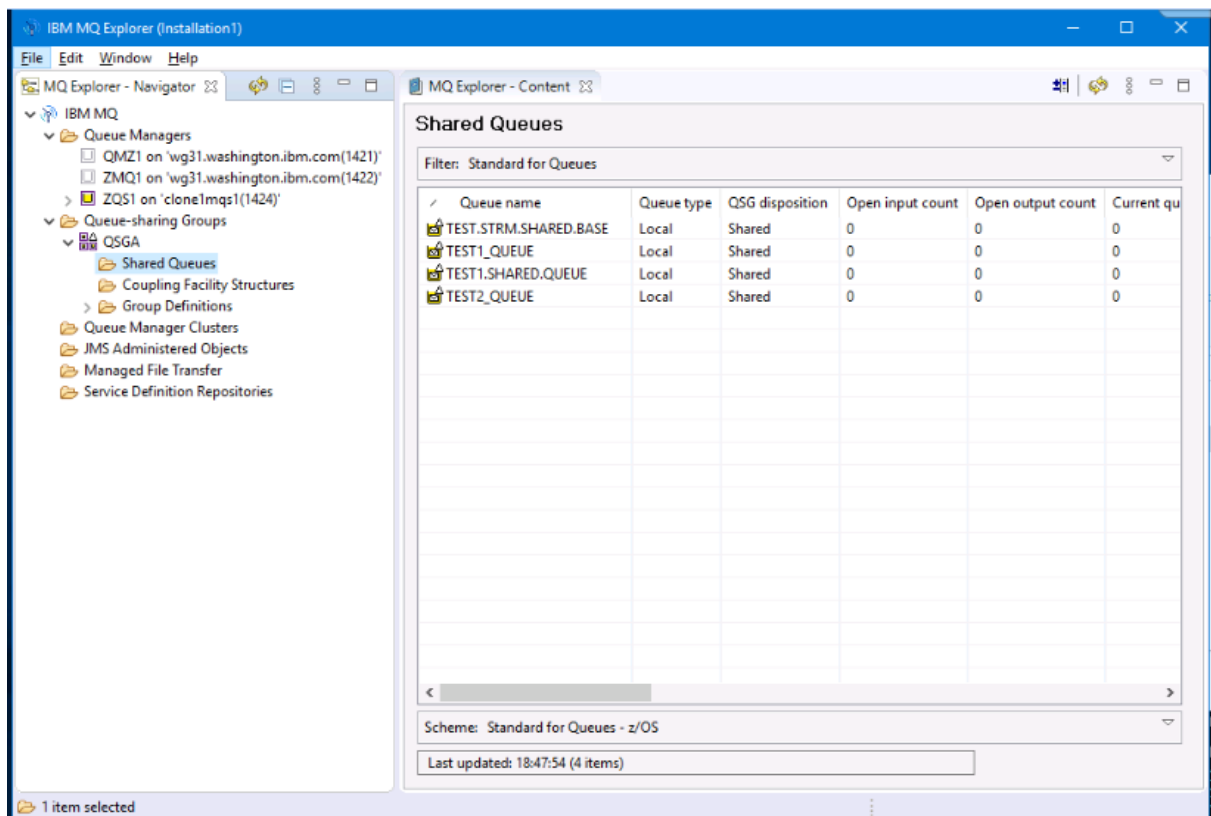 IBM MQ Explorer (Installation1)
File Edit Window Help
MQ Explorer - Navigator
IBM MQ
Queue Managers
QMZ1 on 'wg31.washington.ibm.com(1421)'
ZMQ1 on 'wg31.washington.ibm.com(1422)'
ZQS1 on 'clone1mqs1(1424)'
Queue-sharing Groups
QSGA
Shared Queues
Coupling Facility Structures
Group Definitions
Queue Manager Clusters
JMS Administered Objects
Managed File Transfer
Service Definition Repositories
MQ Explorer - Content
Shared Queues
Filter: Standard for Queues
Queue name Queue type QSG disposition Open input count Open output count Current qu
TEST.STRM.SHARED.BASE Local Shared 0 0 0
TEST1_QUEUE Local Shared 0 0 0
TEST1.SHARED.QUEUE Local Shared 0 0 0
TEST2_QUEUE Local Shared 0 0 0
Scheme: Standard for Queues - z/OS
Last updated: 18:47:54 (4 items)
1 item selected